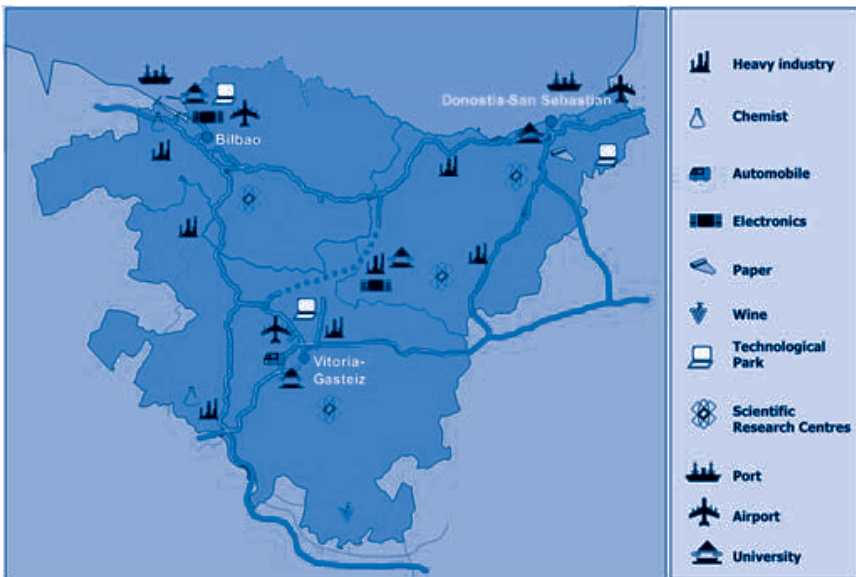 Donostia-San Sebastian
Bilbao
Vitoria-
Gasteiz
Heavy industry
Chemist
Automobile
Electronics
Paper
Wine
Technological
Park
Scientific
Research Centres
Port
Airport
University